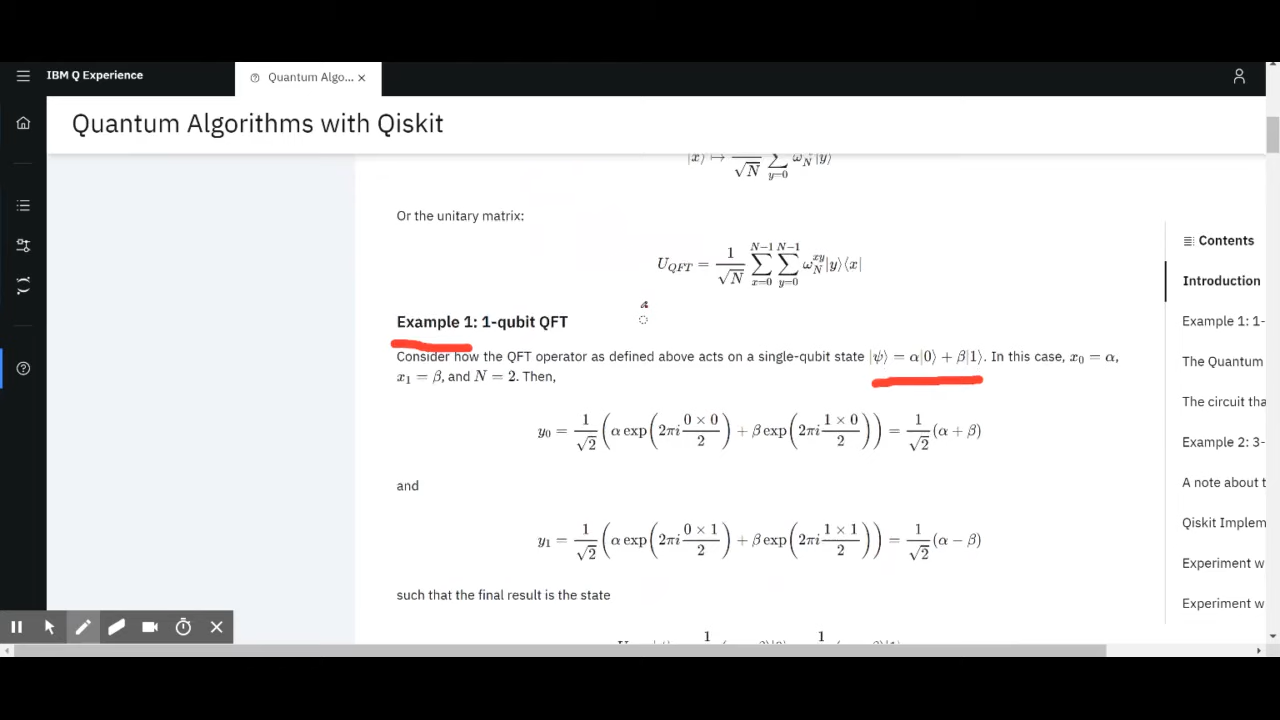 IBM Q Experience
Quantum Algo...
Quantum Algorithms with Qiskit
|x⟩ ↦ 1/√N ∑_{y=0} ω_N |y⟩
Or the unitary matrix:
U_{QFT} = 1/√N ∑_{x=0}^{N−1} ∑_{y=0}^{N−1} ω_N^{xy} |y⟩⟨x|
Example 1: 1-qubit QFT
Consider how the QFT operator as defined above acts on a single-qubit state |ψ⟩ = α|0⟩ + β|1⟩. In this case, x₀ = α,
x₁ = β, and N = 2. Then,
y₀ = 1/√2 (α exp(2πi (0 × 0)/2) + β exp(2πi (1 × 0)/2)) = 1/√2 (α + β)
and
y₁ = 1/√2 (α exp(2πi (0 × 1)/2) + β exp(2πi (1 × 1)/2)) = 1/√2 (α − β)
such that the final result is the state
Contents
Introduction
Example 1: 1-
The Quantum
The circuit tha
Example 2: 3-
A note about t
Qiskit Implem
Experiment w
Experiment w